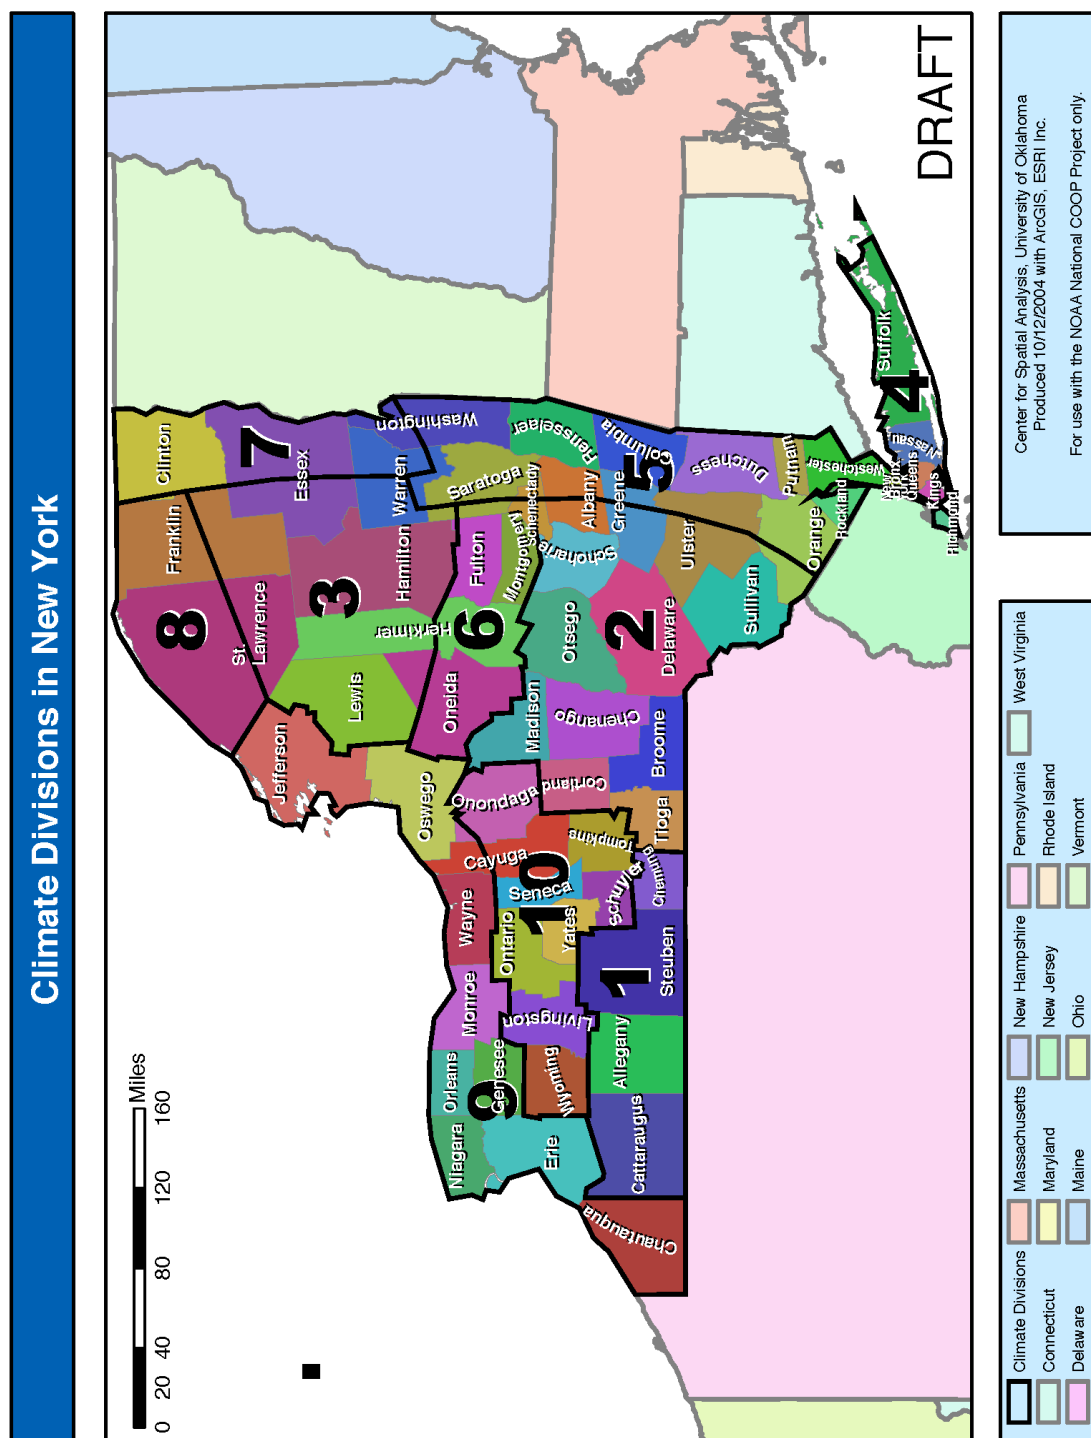 Climate Divisions in New York
Miles
0 20 40 80 120 160
DRAFT
Clinton
Franklin
8
7
St.
Lawrence
Essex
Jefferson
3
Lewis
Hamilton
Herkimer
Warren
Washington
Oswego
Oneida
6
Fulton
Saratoga
Niagara
Orleans
Monroe
Wayne
Cayuga
Onondaga
Madison
Montgomery
Schenectady
Rensselaer
9
Genesee
Ontario
Seneca
10
Erie
Wyoming
Livingston
Yates
Cortland
Chenango
Otsego
Schoharie
Albany
Chautauqua
Cattaraugus
Allegany
1
Steuben
Schuyler
Tompkins
Chemung
Tioga
Broome
2
Delaware
Greene
5
Columbia
Ulster
Dutchess
Sullivan
Orange
Putnam
Rockland
Westchester
Bronx
Queens
Nassau
Suffolk
4
Kings
Richmond
Climate Divisions
Massachusetts
New Hampshire
Pennsylvania
West Virginia
Connecticut
Maryland
New Jersey
Rhode Island
Delaware
Maine
Ohio
Vermont
Center for Spatial Analysis, University of Oklahoma
Produced 10/12/2004 with ArcGIS, ESRI Inc.
For use with the NOAA National COOP Project only.